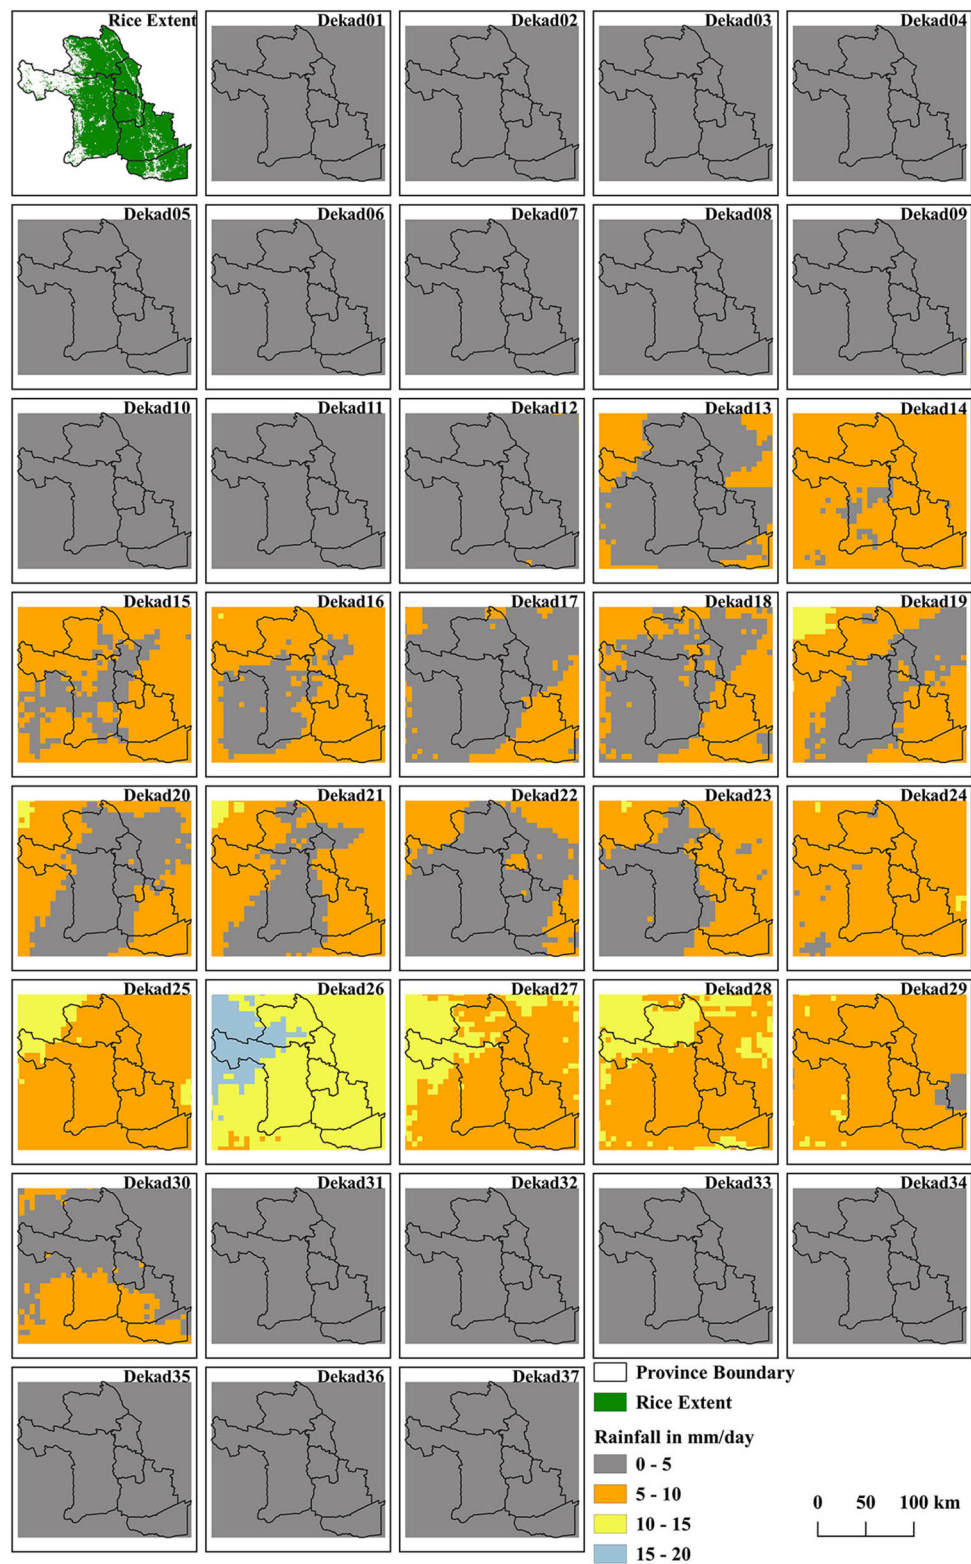 Rice Extent
Dekad01
Dekad02
Dekad03
Dekad04
Dekad05
Dekad06
Dekad07
Dekad08
Dekad09
Dekad10
Dekad11
Dekad12
Dekad13
Dekad14
Dekad15
Dekad16
Dekad17
Dekad18
Dekad19
Dekad20
Dekad21
Dekad22
Dekad23
Dekad24
Dekad25
Dekad26
Dekad27
Dekad28
Dekad29
Dekad30
Dekad31
Dekad32
Dekad33
Dekad34
Dekad35
Dekad36
Dekad37
Province Boundary
Rice Extent
Rainfall in mm/day
0 - 5
5 - 10
10 - 15
15 - 20
0 50 100 km